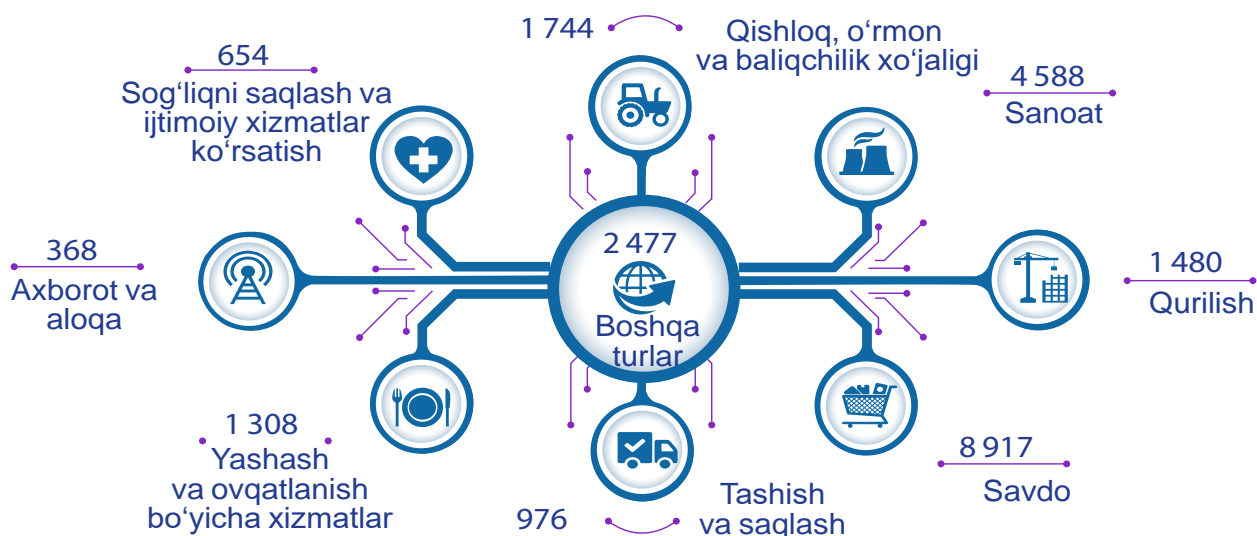 1 744
Qishloq, o‘rmon
va baliqchilik xo‘jaligi
654
Sog‘liqni saqlash va
ijtimoiy xizmatlar
ko‘rsatish
4 588
Sanoat
368
Axborot va
aloqa
2 477
Boshqa
turlar
1 480
Qurilish
1 308
Yashash
va ovqatlanish
bo‘yicha xizmatlar
8 917
Savdo
976
Tashish
va saqlash